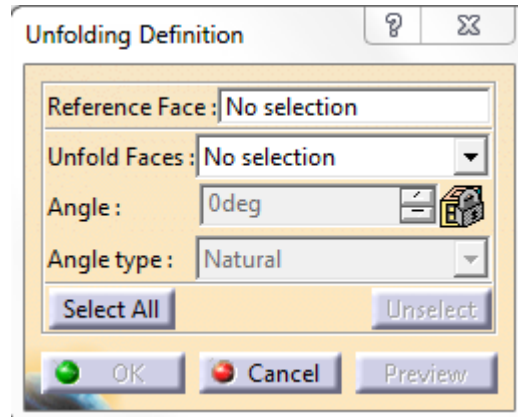 Unfolding Definition
Reference Face: No selection
Unfold Faces: No selection
Angle: 0deg
Angle type: Natural
Select All Unselect
OK Cancel Preview